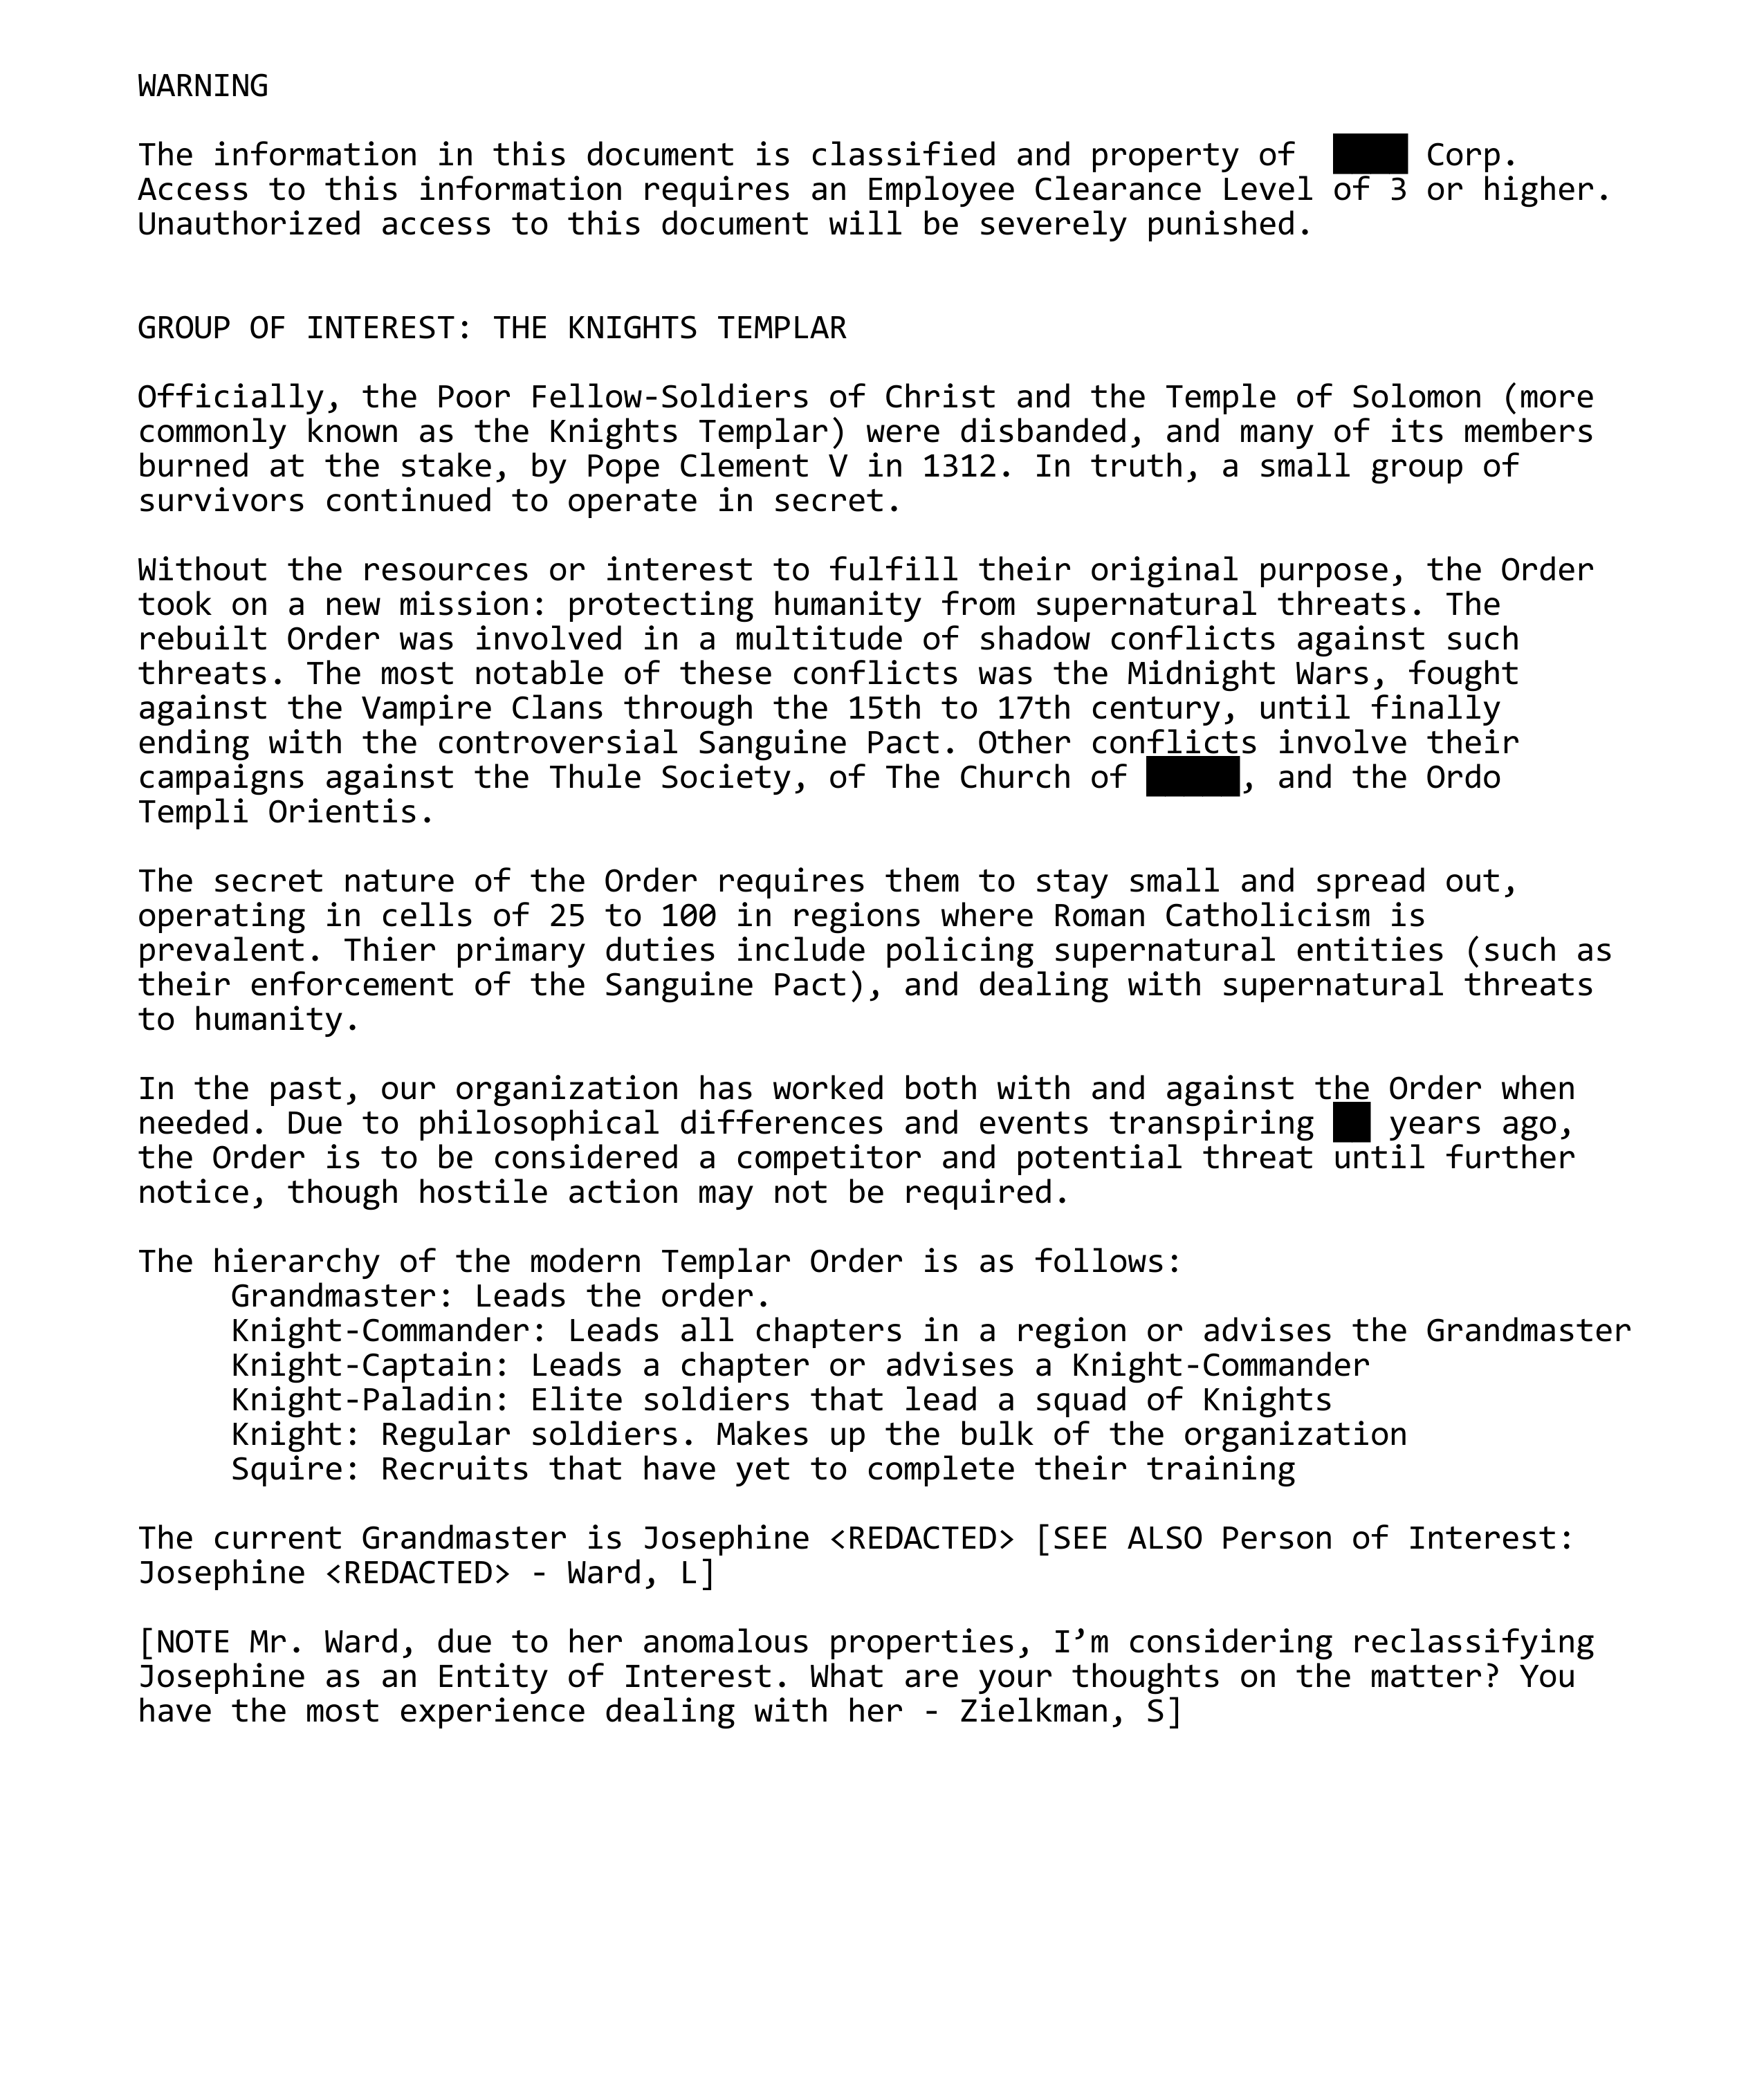 WARNING
The information in this document is classified and property of ████ Corp.
Access to this information requires an Employee Clearance Level of 3 or higher.
Unauthorized access to this document will be severely punished.
GROUP OF INTEREST: THE KNIGHTS TEMPLAR
Officially, the Poor Fellow-Soldiers of Christ and the Temple of Solomon (more
commonly known as the Knights Templar) were disbanded, and many of its members
burned at the stake, by Pope Clement V in 1312. In truth, a small group of
survivors continued to operate in secret.
Without the resources or interest to fulfill their original purpose, the Order
took on a new mission: protecting humanity from supernatural threats. The
rebuilt Order was involved in a multitude of shadow conflicts against such
threats. The most notable of these conflicts was the Midnight Wars, fought
against the Vampire Clans through the 15th to 17th century, until finally
ending with the controversial Sanguine Pact. Other conflicts involve their
campaigns against the Thule Society, of The Church of █████, and the Ordo
Templi Orientis.
The secret nature of the Order requires them to stay small and spread out,
operating in cells of 25 to 100 in regions where Roman Catholicism is
prevalent. Thier primary duties include policing supernatural entities (such as
their enforcement of the Sanguine Pact), and dealing with supernatural threats
to humanity.
In the past, our organization has worked both with and against the Order when
needed. Due to philosophical differences and events transpiring ██ years ago,
the Order is to be considered a competitor and potential threat until further
notice, though hostile action may not be required.
The hierarchy of the modern Templar Order is as follows:
Grandmaster: Leads the order.
Knight-Commander: Leads all chapters in a region or advises the Grandmaster
Knight-Captain: Leads a chapter or advises a Knight-Commander
Knight-Paladin: Elite soldiers that lead a squad of Knights
Knight: Regular soldiers. Makes up the bulk of the organization
Squire: Recruits that have yet to complete their training
The current Grandmaster is Josephine <REDACTED> [SEE ALSO Person of Interest:
Josephine <REDACTED> - Ward, L]
[NOTE Mr. Ward, due to her anomalous properties, I’m considering reclassifying
Josephine as an Entity of Interest. What are your thoughts on the matter? You
have the most experience dealing with her - Zielkman, S]